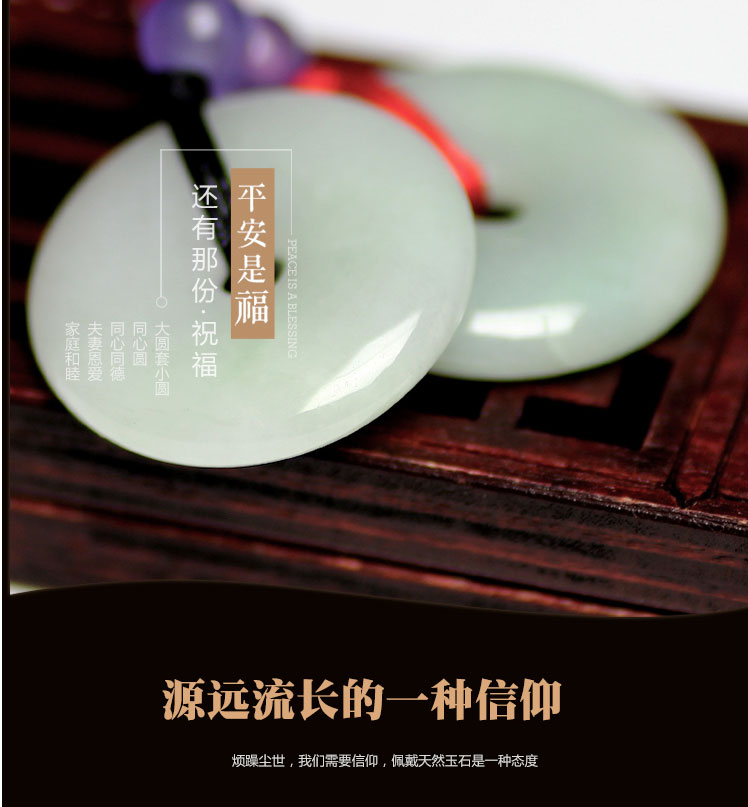 平安是福
PEACE IS A BLESSING
还有那份·祝福
大圆套小圆
同心圆
同心同德
夫妻恩爱
家庭和睦
源远流长的一种信仰
烦躁尘世，我们需要信仰，佩戴天然玉石是一种态度